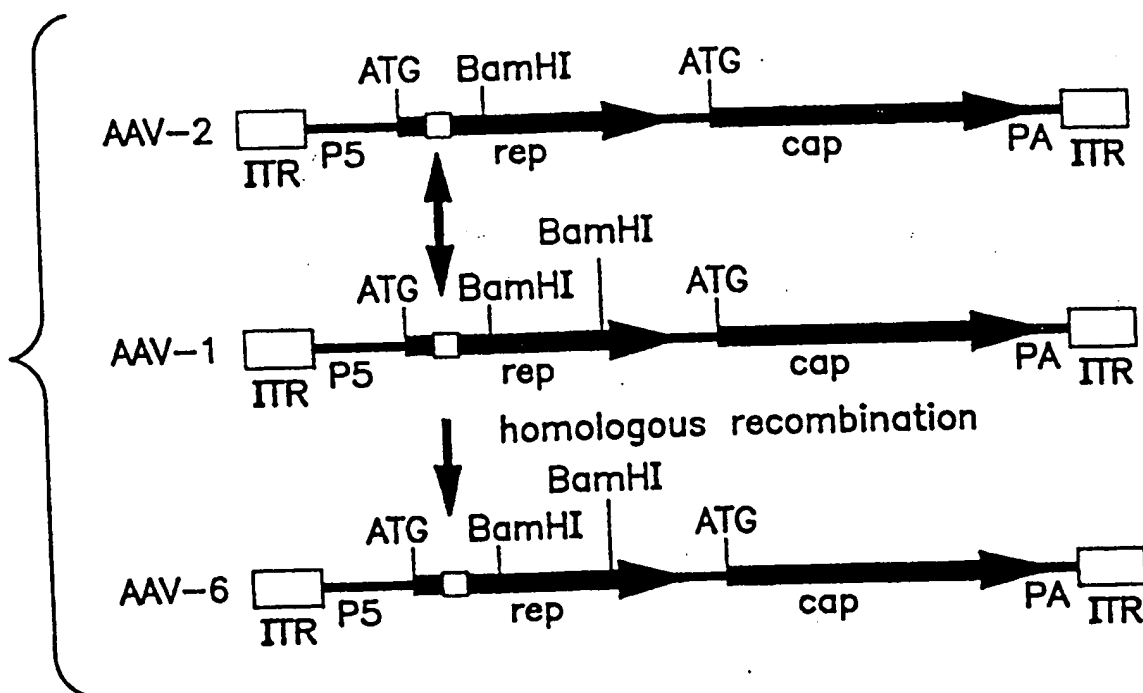 ATG BamHI ATG
AAV-2
ITR P5 rep cap PA ITR
BamHI
ATG BamHI ATG
AAV-1
ITR P5 rep cap PA ITR
homologous recombination
BamHI
ATG BamHI ATG
AAV-6
ITR P5 rep cap PA ITR